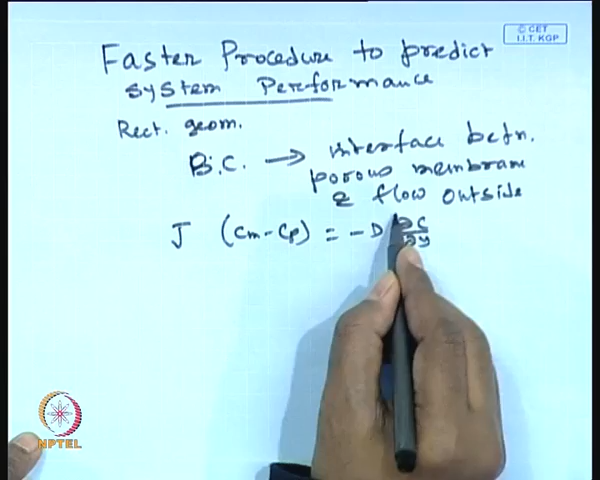 © CET
I.I.T. KGP
Faster Procedure to predict
system Performance
Rect. geom.
B.C. → interface betn.
porous membrane
& flow outside
J (Cm-Cp) = -D ∂C/∂y
NPTEL